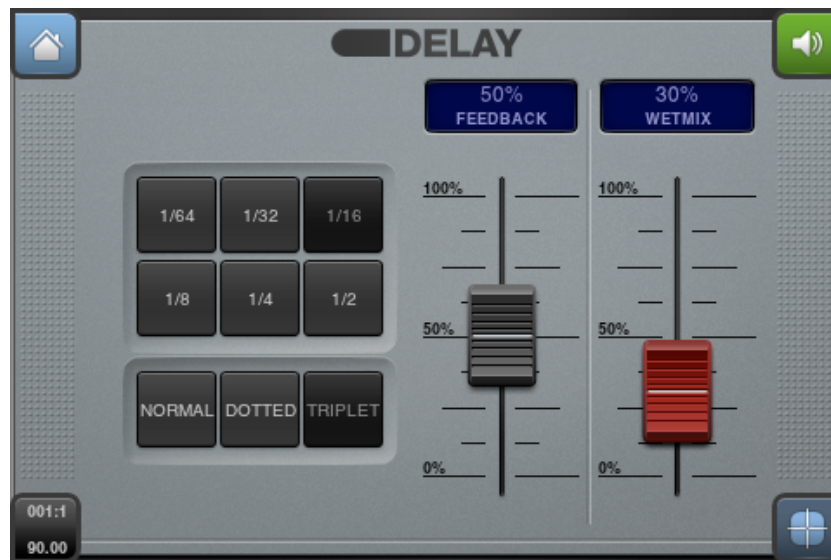 DELAY
50%
FEEDBACK
30%
WETMIX
100%
100%
1/64 1/32 1/16
1/8 1/4 1/2
50%
50%
NORMAL DOTTED TRIPLET
0%
0%
001:1
90.00